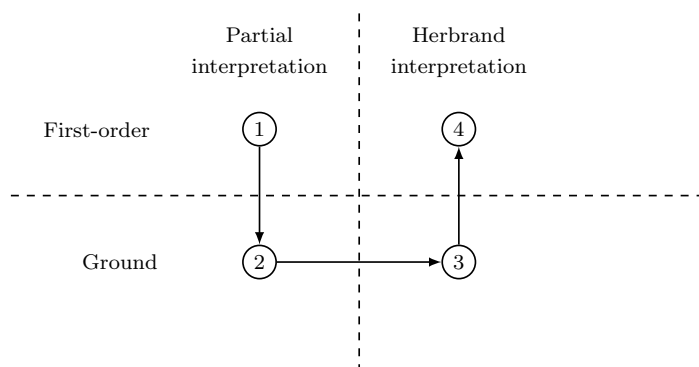 Partial
interpretation
Herbrand
interpretation
First-order
1
4
Ground
2
3